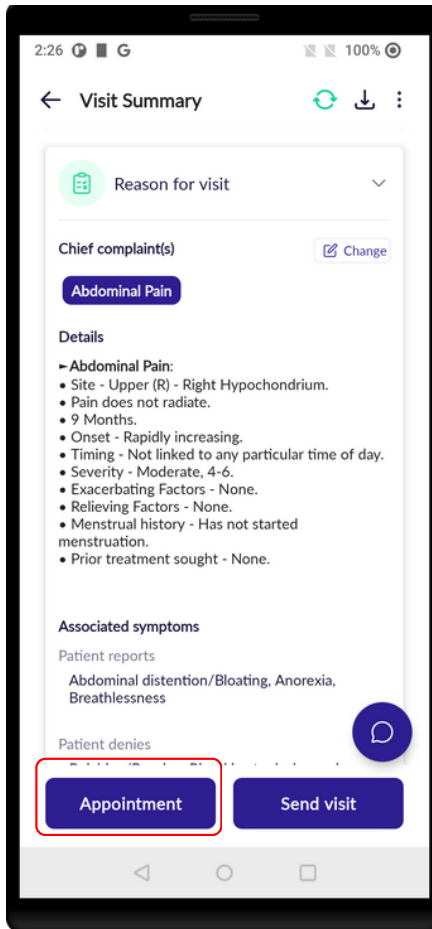 2:26 G 100%
Visit Summary
Reason for visit
Chief complaint(s) Change
Abdominal Pain
Details
►Abdominal Pain:
• Site - Upper (R) - Right Hypochondrium.
• Pain does not radiate.
• 9 Months.
• Onset - Rapidly increasing.
• Timing - Not linked to any particular time of day.
• Severity - Moderate, 4-6.
• Exacerbating Factors - None.
• Relieving Factors - None.
• Menstrual history - Has not started
menstruation.
• Prior treatment sought - None.
Associated symptoms
Patient reports
Abdominal distention/Bloating, Anorexia,
Breathlessness
Patient denies
Appointment Send visit